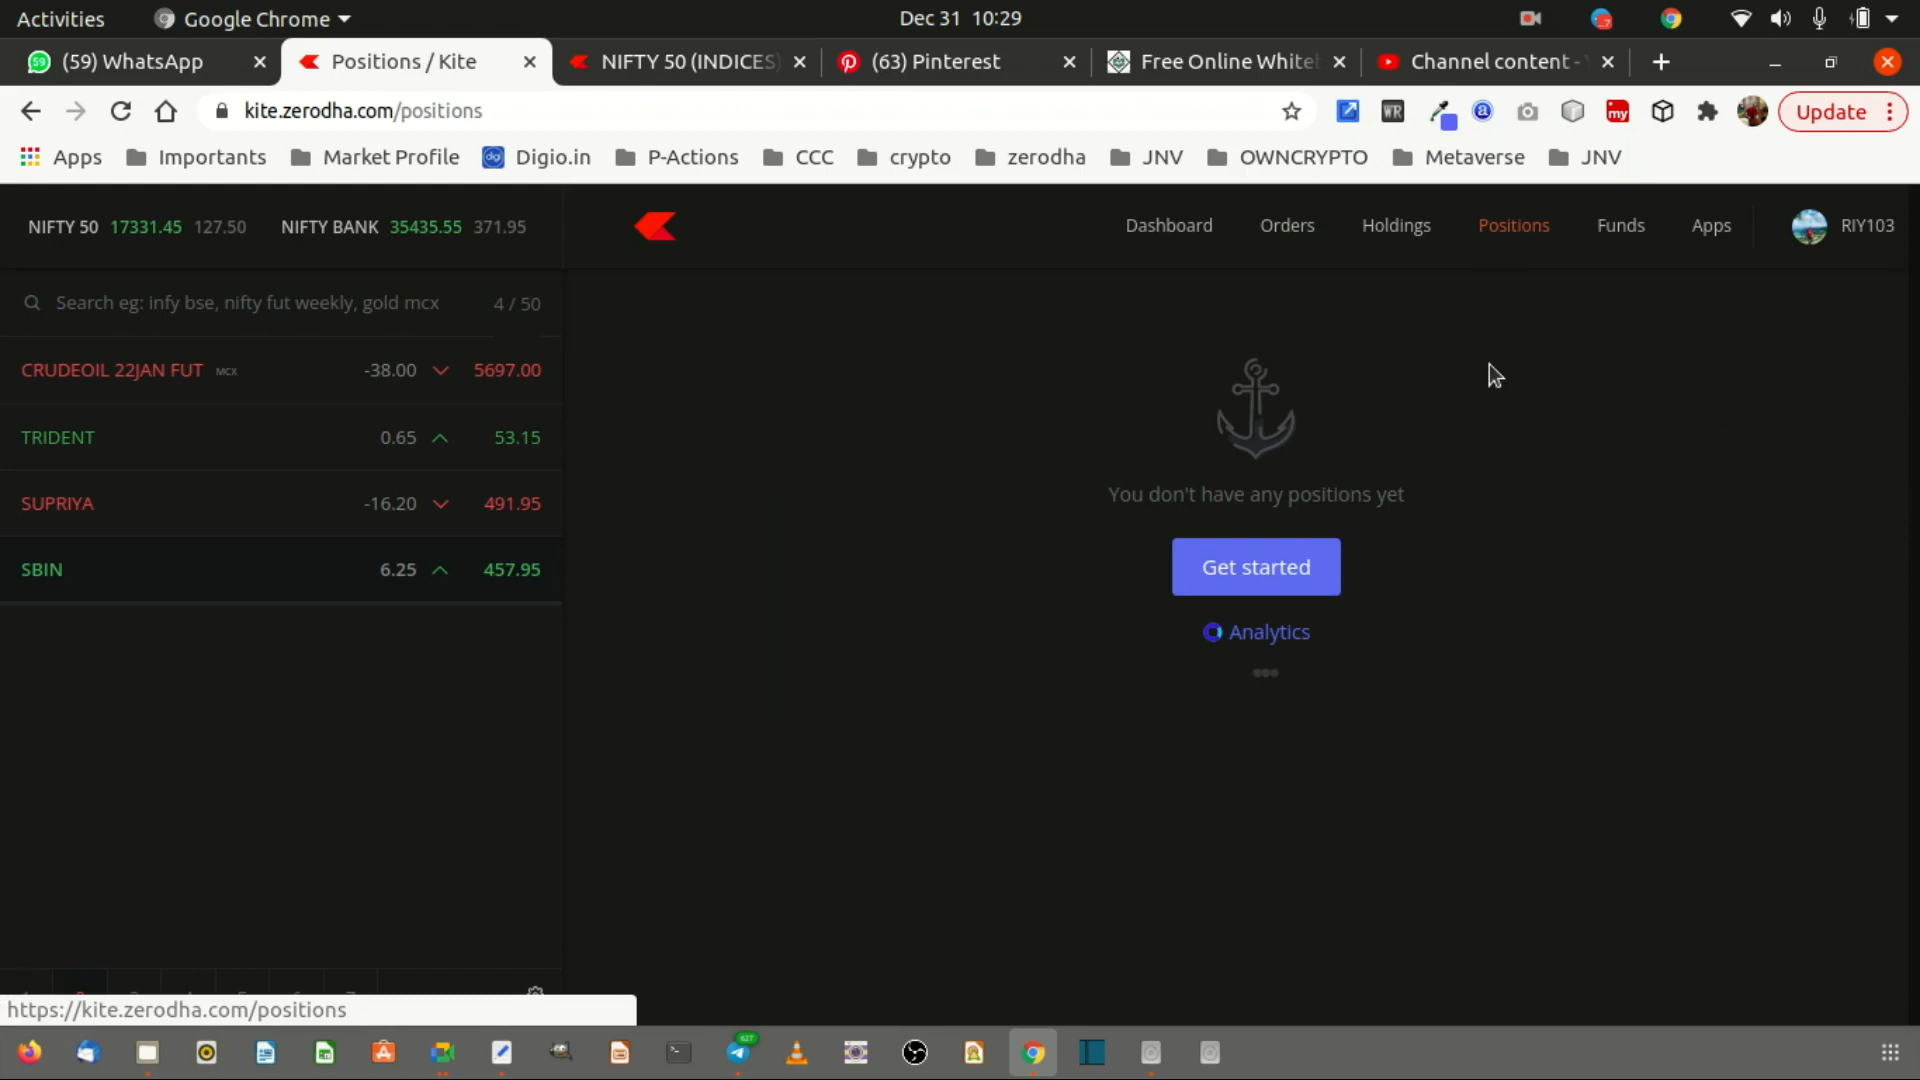 Activities
Google Chrome
Dec 31 10:29
(59) WhatsApp
Positions / Kite
NIFTY 50 (INDICES)
(63) Pinterest
Free Online White
Channel content -
kite.zerodha.com/positions
WR
a
my
Update
Apps
Importants
Market Profile
Digio.in
P-Actions
CCC
crypto
zerodha
JNV
OWNCRYPTO
Metaverse
JNV
NIFTY 50 17331.45 127.50
NIFTY BANK 35435.55 371.95
Dashboard
Orders
Holdings
Positions
Funds
Apps
RIY103
Search eg: infy bse, nifty fut weekly, gold mcx
4 / 50
CRUDEOIL 22JAN FUT MCX -38.00 5697.00
TRIDENT 0.65 53.15
SUPRIYA -16.20 491.95
SBIN 6.25 457.95
You don't have any positions yet
Get started
Analytics
https://kite.zerodha.com/positions
627